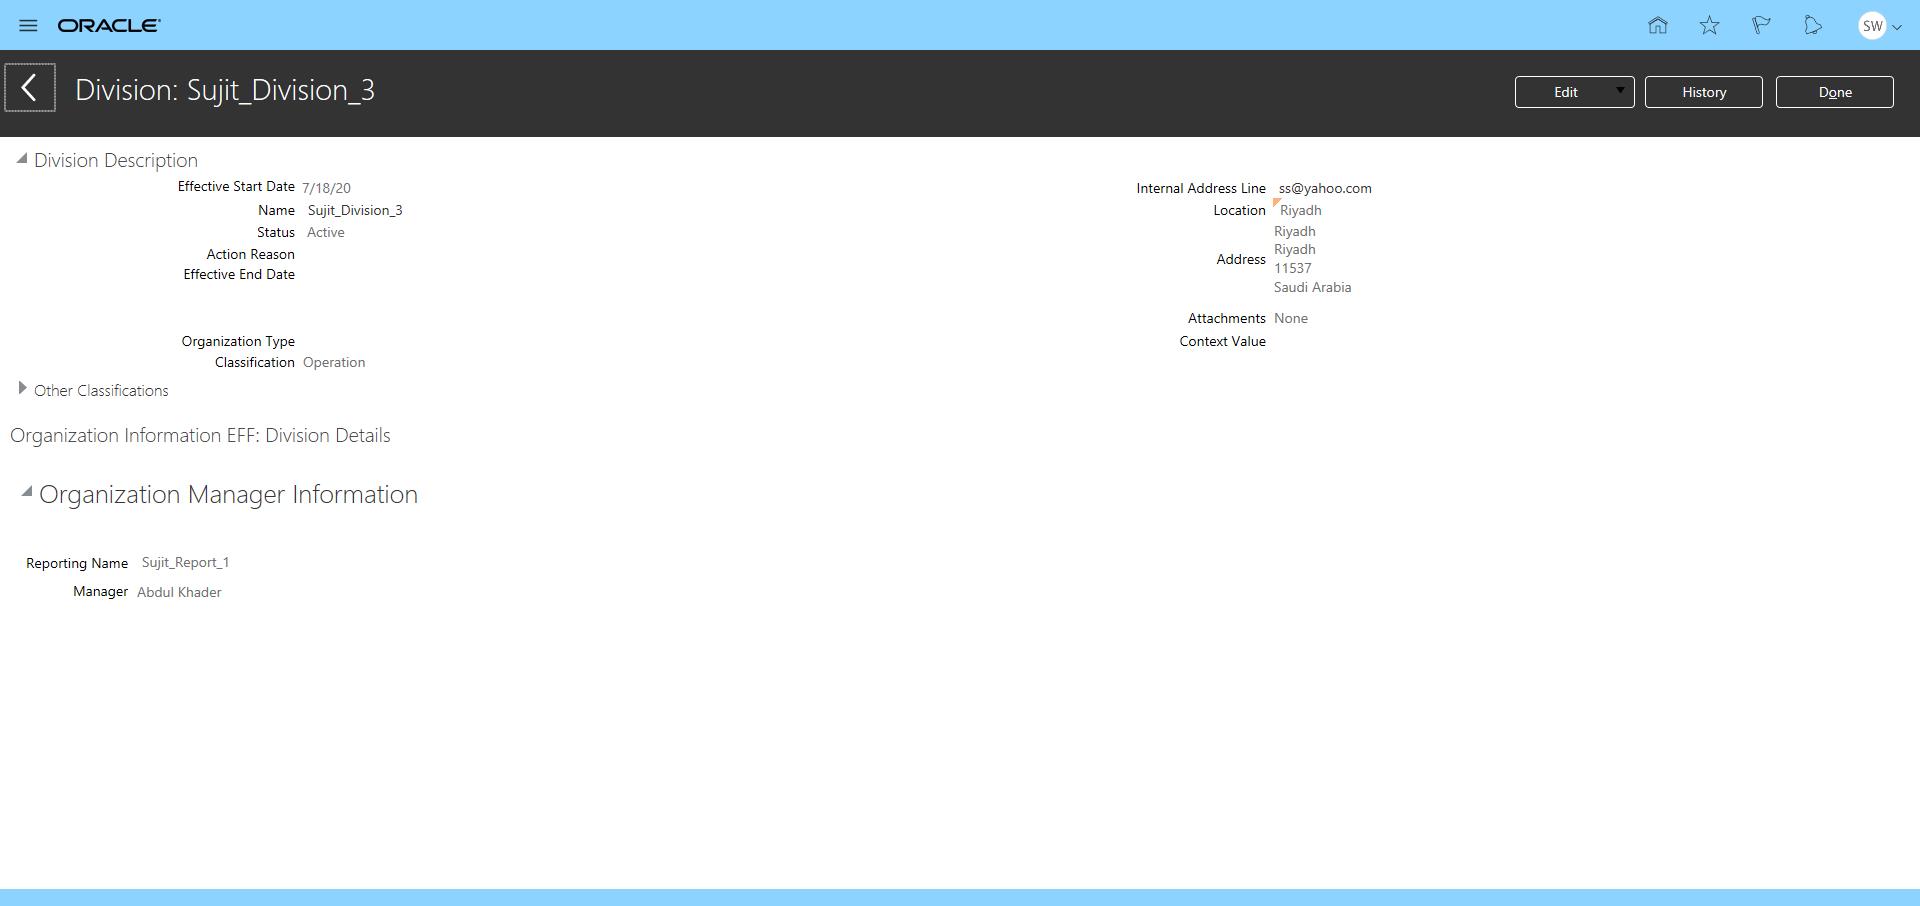 ORACLE
SW
Division: Sujit_Division_3
Edit
History
Done
Division Description
Effective Start Date 7/18/20
Name Sujit_Division_3
Status Active
Action Reason
Effective End Date
Organization Type
Classification Operation
Internal Address Line ss@yahoo.com
Location Riyadh
Riyadh
Riyadh
Address
11537
Saudi Arabia
Attachments None
Context Value
Other Classifications
Organization Information EFF: Division Details
Organization Manager Information
Reporting Name Sujit_Report_1
Manager Abdul Khader